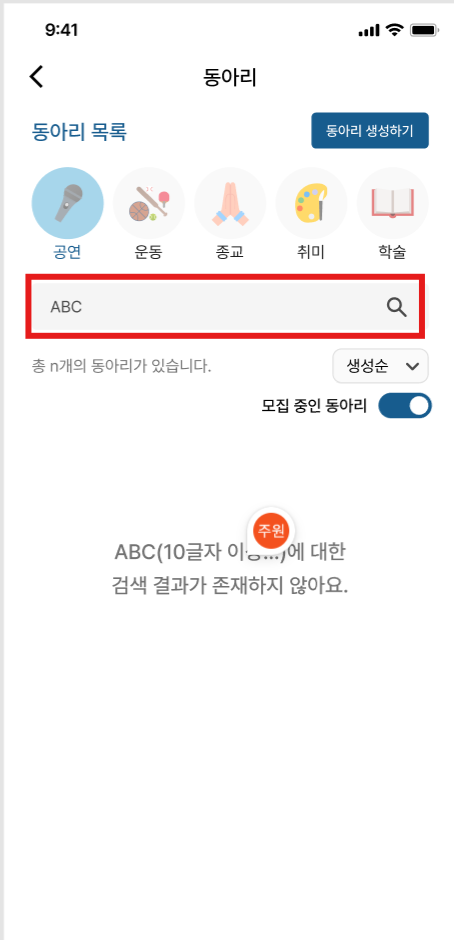 9:41
동아리
동아리 목록
동아리 생성하기
공연 운동 종교 취미 학술
ABC
총 n개의 동아리가 있습니다.
생성순
모집 중인 동아리
주원
ABC(10글자 ...)에 대한
검색 결과가 존재하지 않아요.